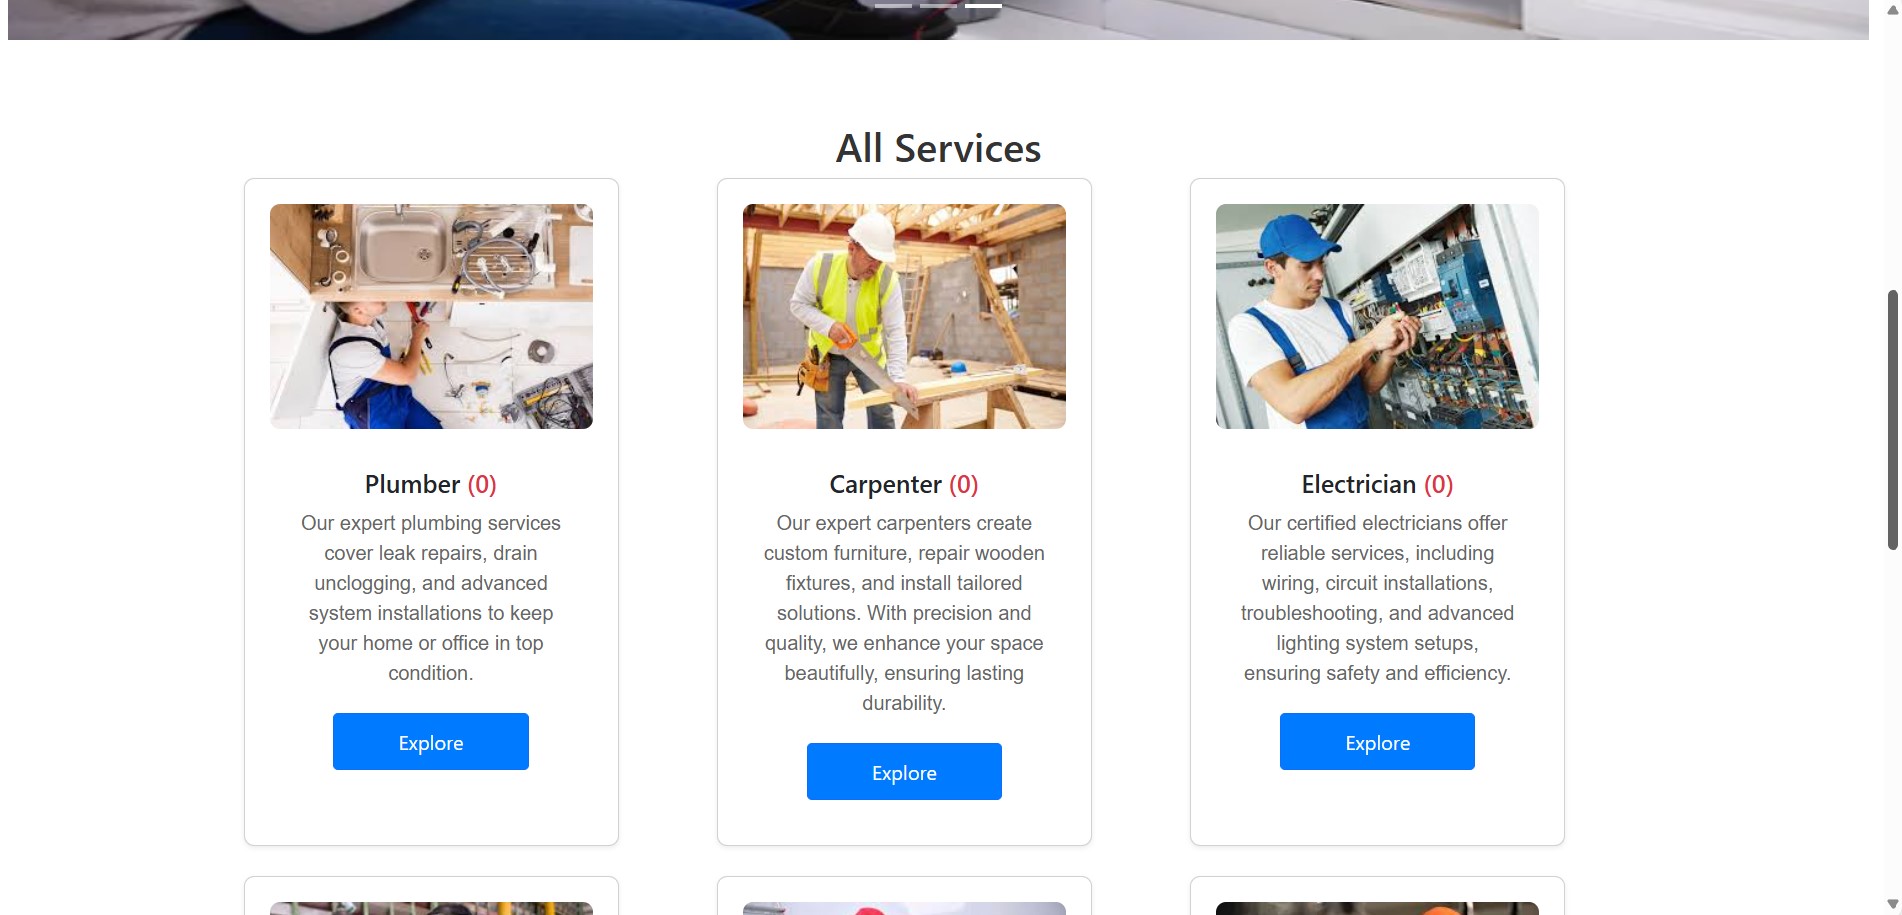 All Services
Plumber (0)
Our expert plumbing services
cover leak repairs, drain
unclogging, and advanced
system installations to keep
your home or office in top
condition.
Explore
Carpenter (0)
Our expert carpenters create
custom furniture, repair wooden
fixtures, and install tailored
solutions. With precision and
quality, we enhance your space
beautifully, ensuring lasting
durability.
Explore
Electrician (0)
Our certified electricians offer
reliable services, including
wiring, circuit installations,
troubleshooting, and advanced
lighting system setups,
ensuring safety and efficiency.
Explore